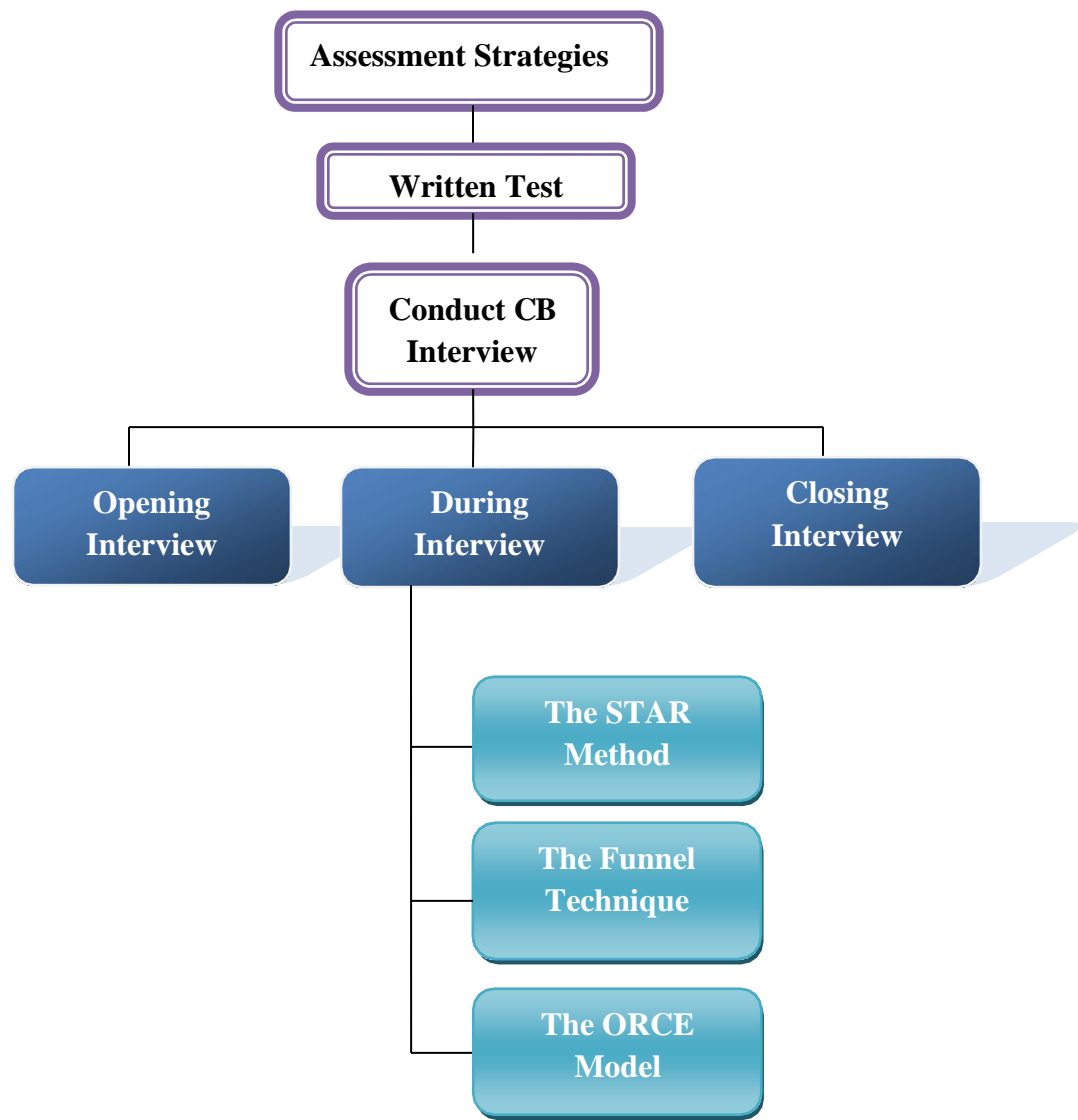 Assessment Strategies
Written Test
Conduct CB
Interview
Opening
Interview
During
Interview
Closing
Interview
The STAR
Method
The Funnel
Technique
The ORCE
Model